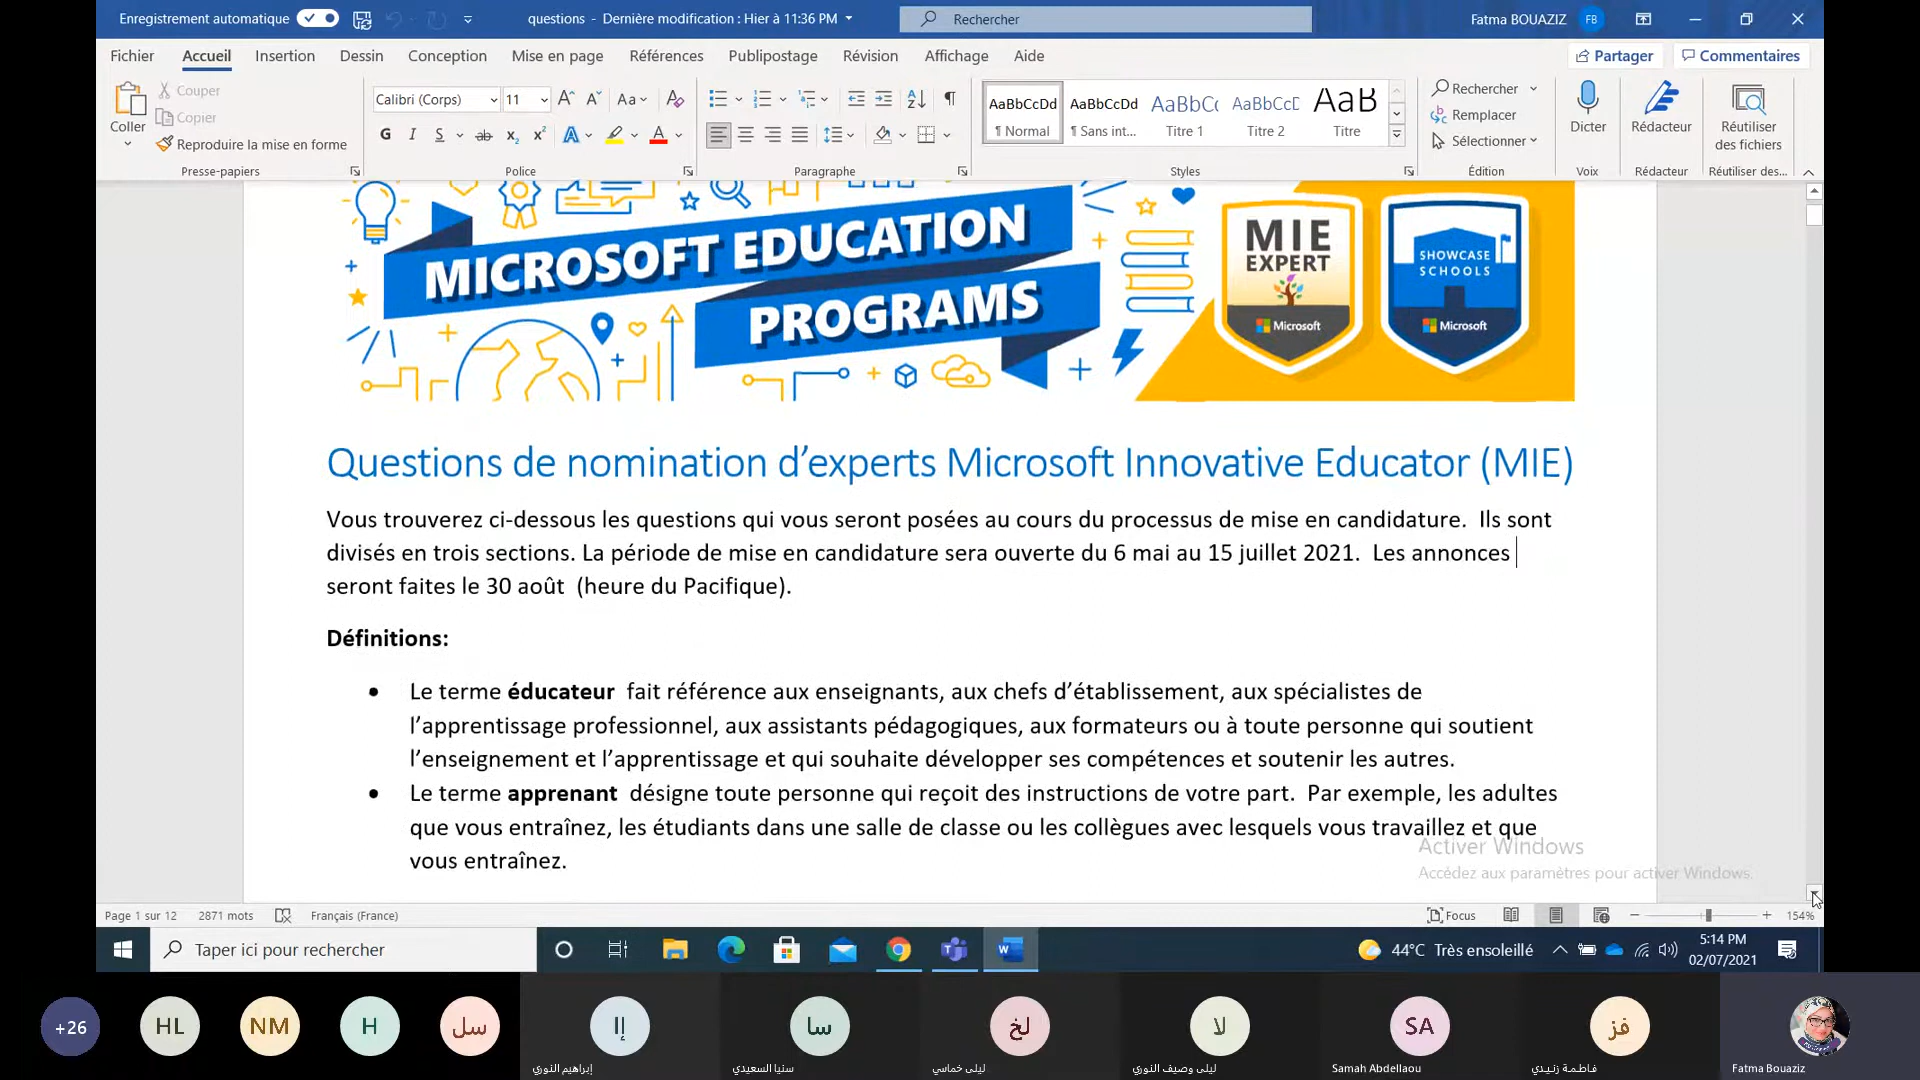 Enregistrement automatique
questions - Dernière modification : Hier à 11:36 PM
Rechercher
Fatma BOUAZIZ FB
Fichier Accueil Insertion Dessin Conception Mise en page Références Publipostage Révision Affichage Aide
Partager Commentaires
Coller
Couper
Copier
Reproduire la mise en forme
Presse-papiers
Calibri (Corps) 11
Police
Paragraphe
AaBbCcDd AaBbCcDd AaBbCc AaBbCcD AaB
¶ Normal ¶ Sans int... Titre 1 Titre 2 Titre
Styles
Rechercher
Remplacer
Sélectionner
Édition
Dicter
Voix
Rédacteur
Rédacteur
Réutiliser
des fichiers
Réutiliser des...
MICROSOFT EDUCATION
PROGRAMS
MIE
EXPERT
Microsoft
SHOWCASE
SCHOOLS
Microsoft
Questions de nomination d’experts Microsoft Innovative Educator (MIE)
Vous trouverez ci-dessous les questions qui vous seront posées au cours du processus de mise en candidature. Ils sont
divisés en trois sections. La période de mise en candidature sera ouverte du 6 mai au 15 juillet 2021. Les annonces
seront faites le 30 août (heure du Pacifique).
Définitions:
• Le terme éducateur fait référence aux enseignants, aux chefs d’établissement, aux spécialistes de
l’apprentissage professionnel, aux assistants pédagogiques, aux formateurs ou à toute personne qui soutient
l’enseignement et l’apprentissage et qui souhaite développer ses compétences et soutenir les autres.
• Le terme apprenant désigne toute personne qui reçoit des instructions de votre part. Par exemple, les adultes
que vous entraînez, les étudiants dans une salle de classe ou les collègues avec lesquels vous travaillez et que
vous entraînez.
Activer Windows
Accédez aux paramètres pour activer Windows.
Page 1 sur 12 2871 mots Français (France)
Focus 154%
Taper ici pour rechercher
44°C Très ensoleillé
5:14 PM
02/07/2021
+26 HL NM H سل إا سا لخ لا SA فز
إبراهيم النوري سنيا السعيدي ليلى خماسي ليلى وصيف النوري Samah Abdellaou فاطمة زنيدي Fatma Bouaziz